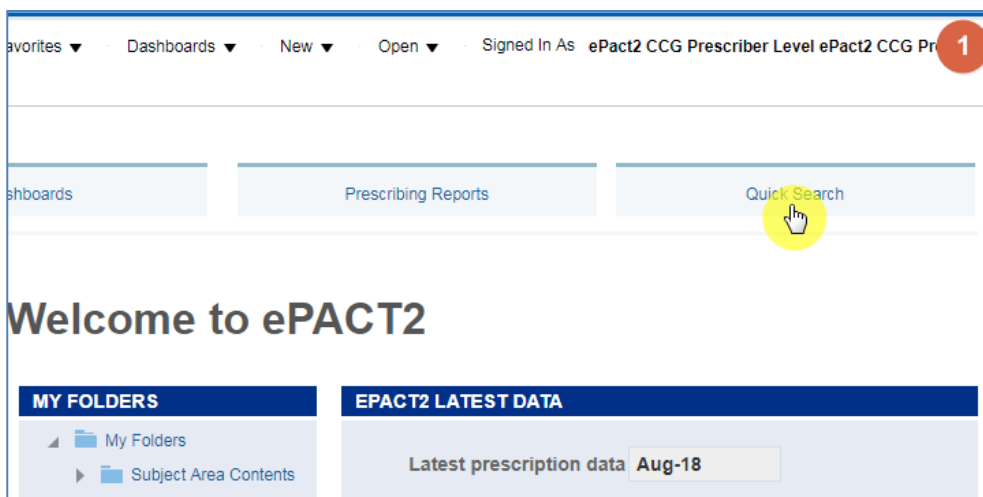 avorites ▼ Dashboards ▼ New ▼ Open ▼ Signed In As ePact2 CCG Prescriber Level ePact2 CCG Pr 1
shboards Prescribing Reports Quick Search
Welcome to ePACT2
MY FOLDERS EPACT2 LATEST DATA
My Folders
Subject Area Contents
Latest prescription data Aug-18